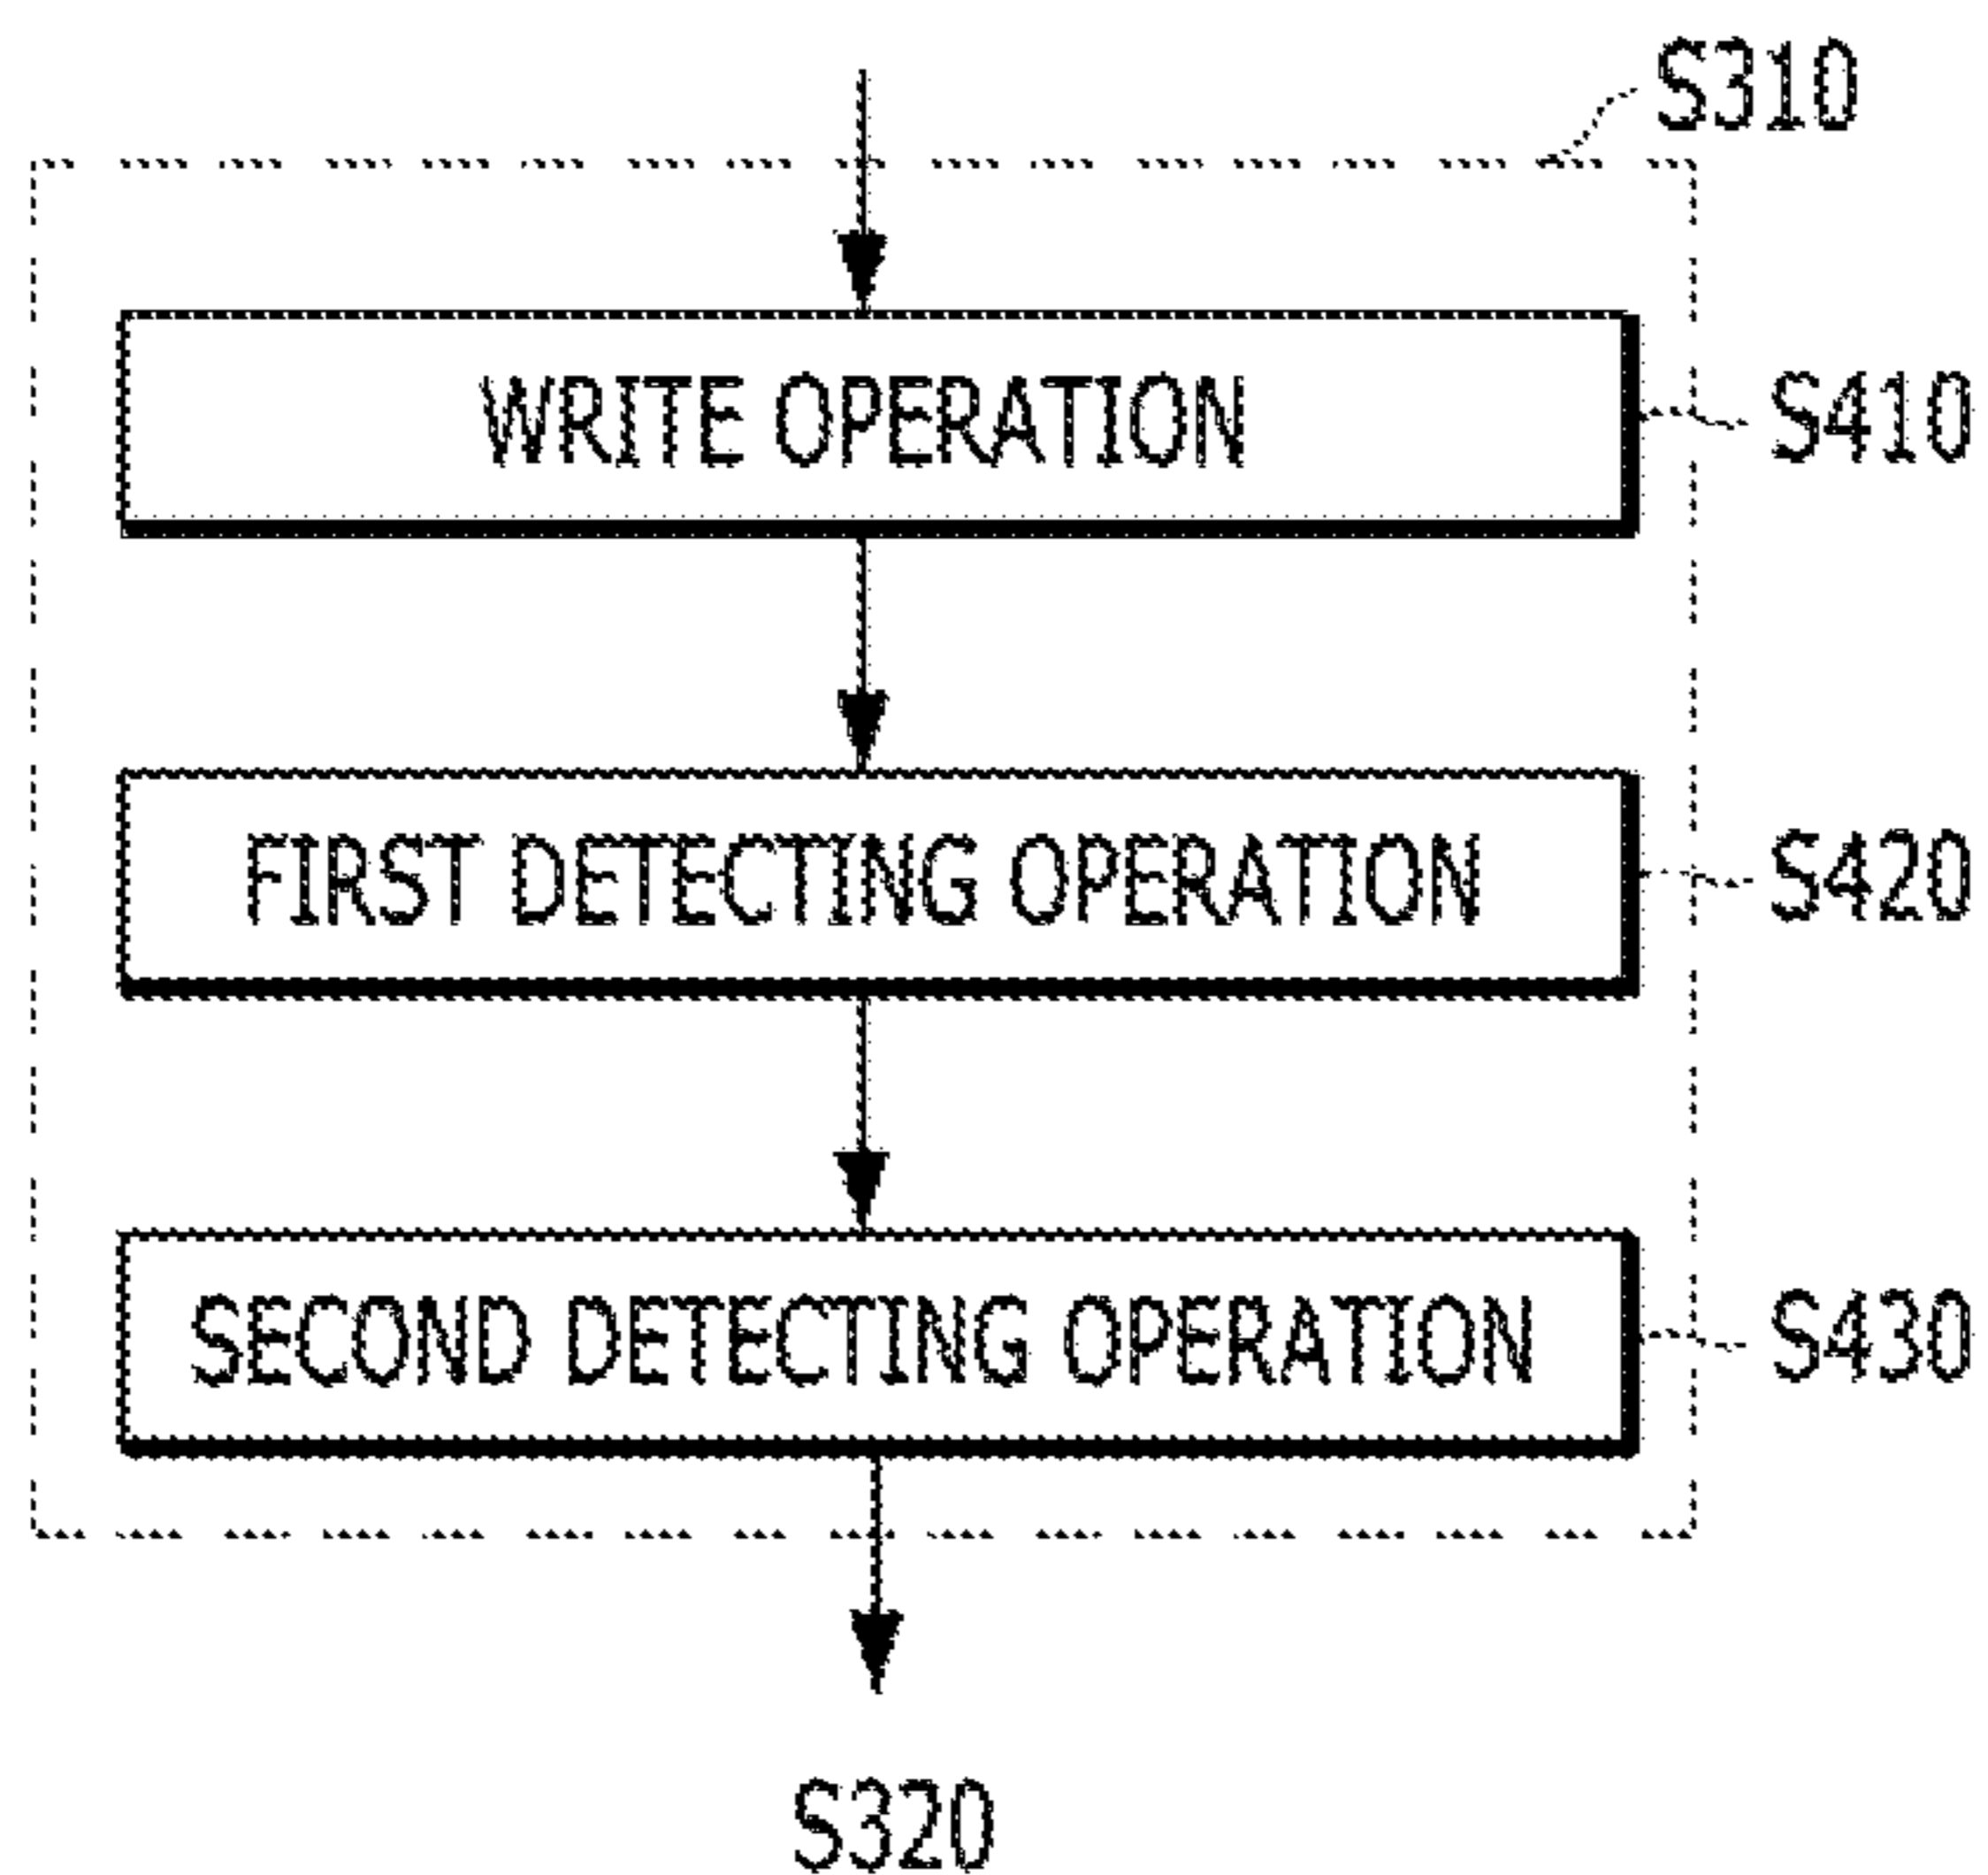 S310
WRITE OPERATION
S410
FIRST DETECTING OPERATION
S420
SECOND DETECTING OPERATION
S430
S320